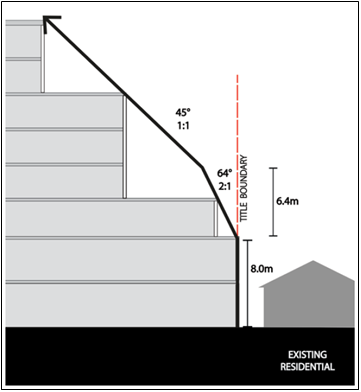 45°
1:1
64°
2:1
TITLE BOUNDARY
6.4m
8.0m
EXISTING
RESIDENTIAL